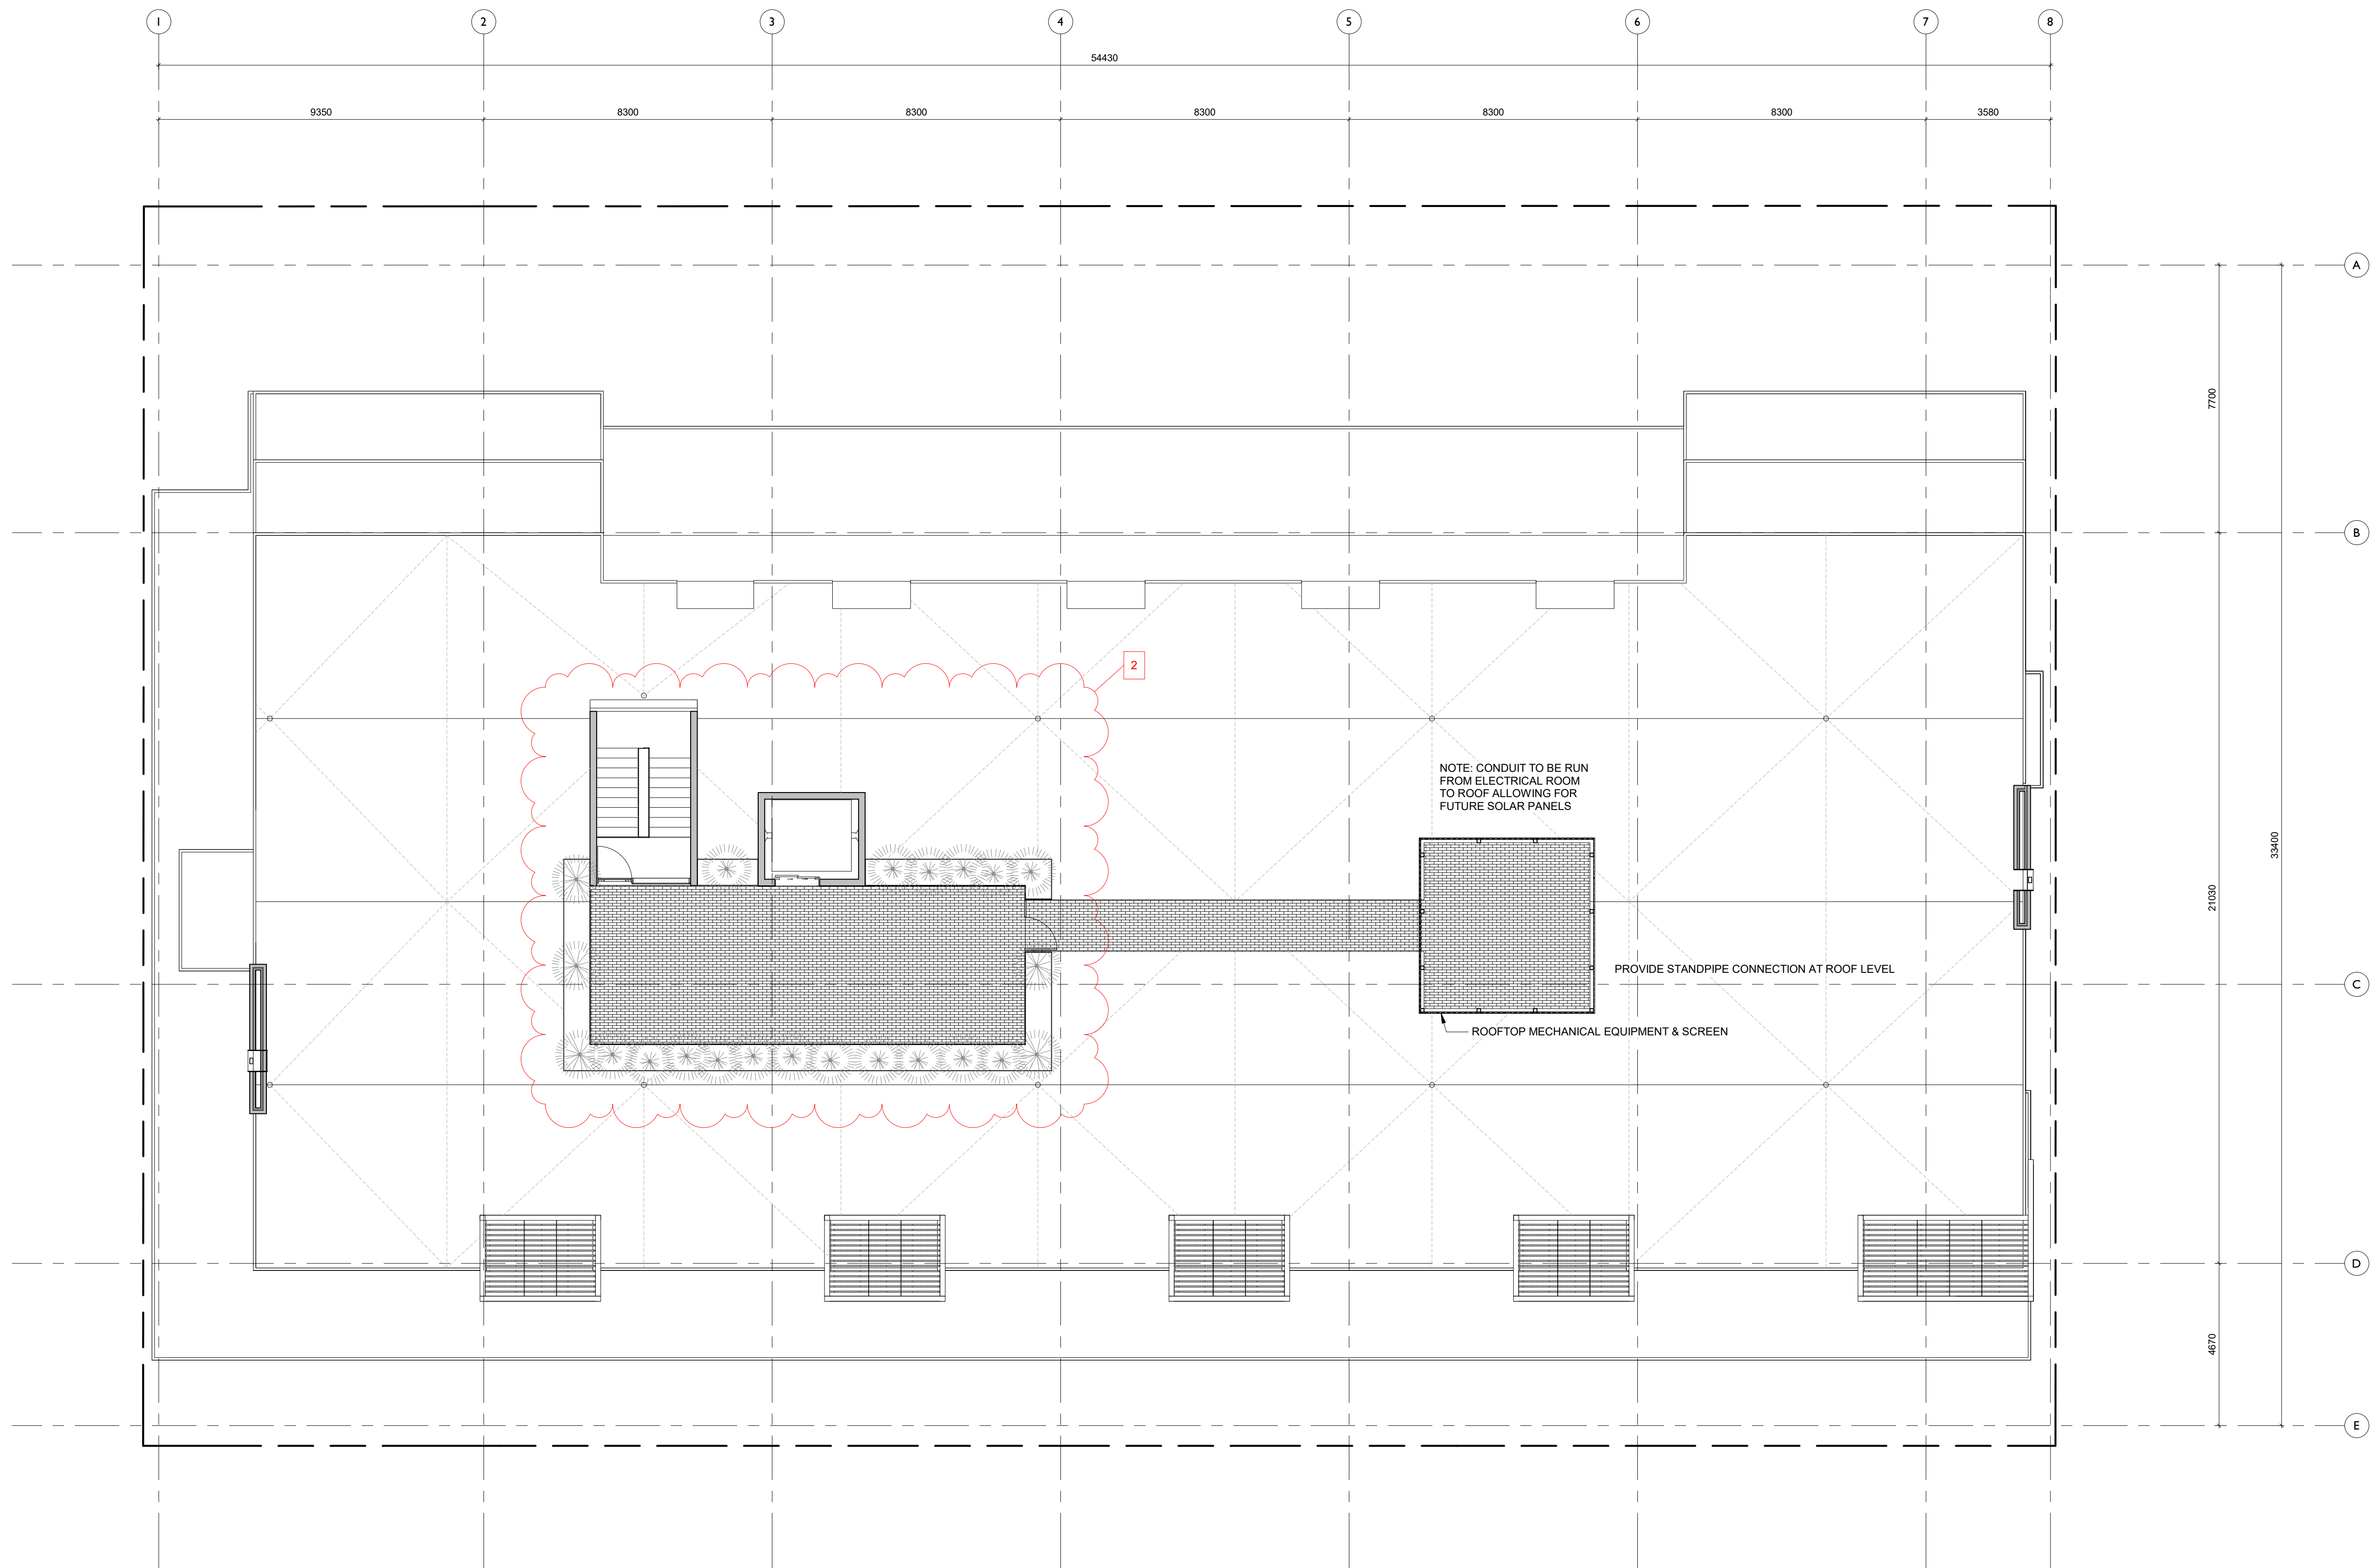 1 2 3 4 5 6 7 8
54430
9350 8300 8300 8300 8300 8300 3580
A
7700
B
2
NOTE: CONDUIT TO BE RUN
FROM ELECTRICAL ROOM
TO ROOF ALLOWING FOR
FUTURE SOLAR PANELS
33400
21030
PROVIDE STANDPIPE CONNECTION AT ROOF LEVEL
C
ROOFTOP MECHANICAL EQUIPMENT & SCREEN
D
4670
E